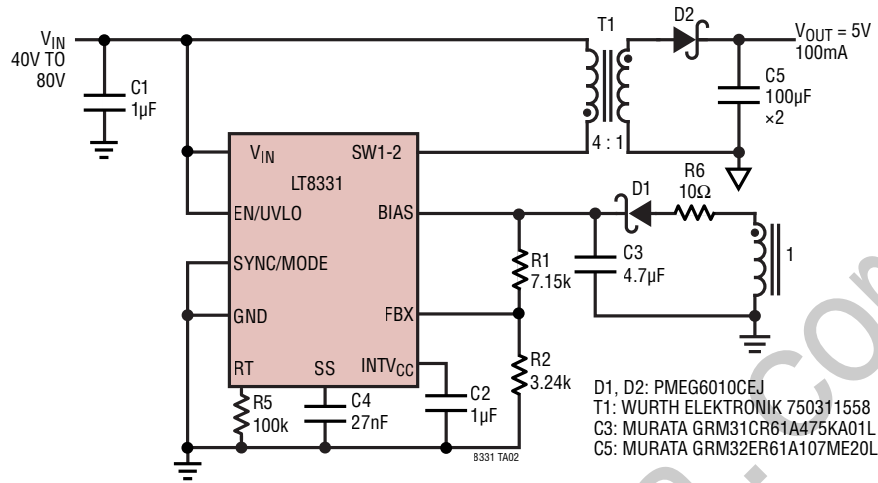 VIN
40V TO
80V
C1
1µF
T1
4 : 1
D2
VOUT = 5V
100mA
C5
100µF
×2
VIN
SW1-2
LT8331
EN/UVLO
BIAS
SYNC/MODE
GND
FBX
RT
SS
INTVCC
D1
R6
10Ω
1
R1
7.15k
C3
4.7µF
R2
3.24k
R5
100k
C4
27nF
C2
1µF
8331 TA02
D1, D2: PMEG6010CEJ
T1: WURTH ELEKTRONIK 750311558
C3: MURATA GRM31CR61A475KA01L
C5: MURATA GRM32ER61A107ME20L
. con